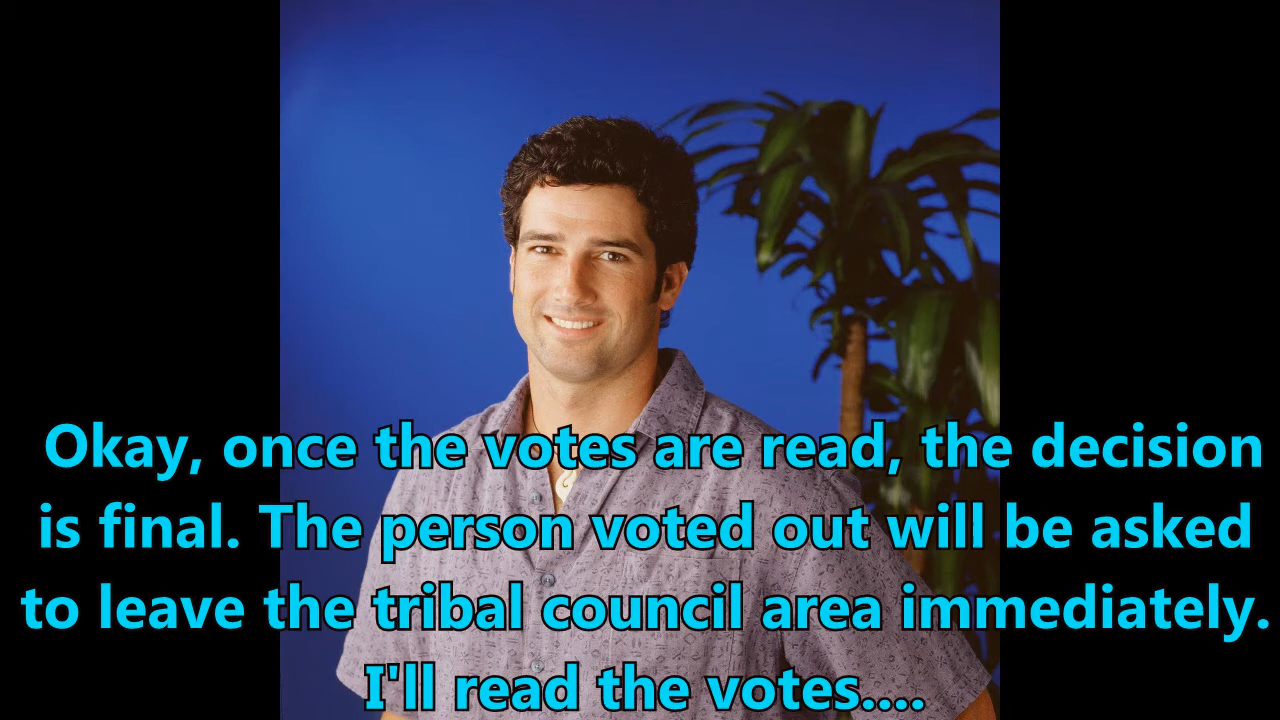 Okay, once the votes are read, the decision
is final. The person voted out will be asked
to leave the tribal council area immediately.
I'll read the votes....